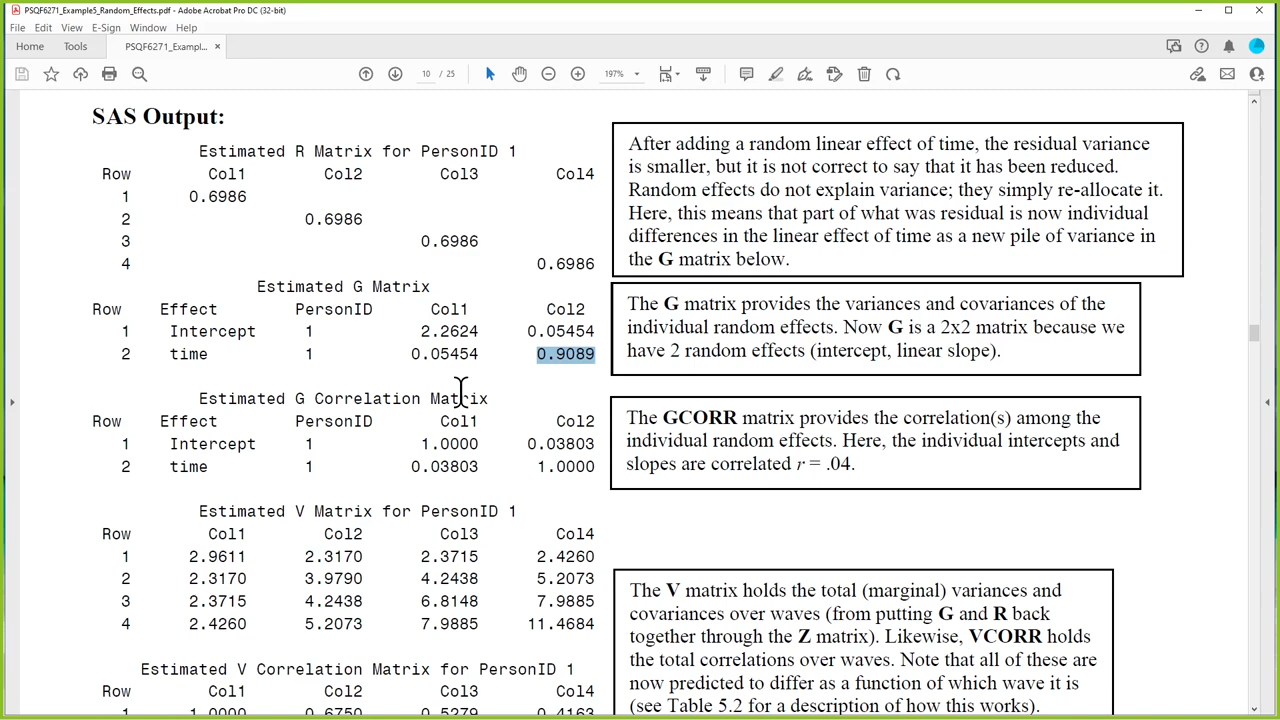 PSQF6271_Example5_Random_Effects.pdf - Adobe Acrobat Pro DC (32-bit)
File Edit View E-Sign Window Help
Home Tools PSQF6271_Exampl... ×
10 / 25 197%
SAS Output:
Estimated R Matrix for PersonID 1
Row Col1 Col2 Col3 Col4
1 0.6986
2 0.6986
3 0.6986
4 0.6986
After adding a random linear effect of time, the residual variance
is smaller, but it is not correct to say that it has been reduced.
Random effects do not explain variance; they simply re-allocate it.
Here, this means that part of what was residual is now individual
differences in the linear effect of time as a new pile of variance in
the G matrix below.
Estimated G Matrix
Row Effect PersonID Col1 Col2
1 Intercept 1 2.2624 0.05454
2 time 1 0.05454 0.9089
The G matrix provides the variances and covariances of the
individual random effects. Now G is a 2x2 matrix because we
have 2 random effects (intercept, linear slope).
Estimated G Correlation Matrix
Row Effect PersonID Col1 Col2
1 Intercept 1 1.0000 0.03803
2 time 1 0.03803 1.0000
The GCORR matrix provides the correlation(s) among the
individual random effects. Here, the individual intercepts and
slopes are correlated r = .04.
Estimated V Matrix for PersonID 1
Row Col1 Col2 Col3 Col4
1 2.9611 2.3170 2.3715 2.4260
2 2.3170 3.9790 4.2438 5.2073
3 2.3715 4.2438 6.8148 7.9885
4 2.4260 5.2073 7.9885 11.4684
The V matrix holds the total (marginal) variances and
covariances over waves (from putting G and R back
together through the Z matrix). Likewise, VCORR holds
the total correlations over waves. Note that all of these are
now predicted to differ as a function of which wave it is
(see Table 5.2 for a description of how this works).
Estimated V Correlation Matrix for PersonID 1
Row Col1 Col2 Col3 Col4
1 1.0000 0.6750 0.5279 0.4163